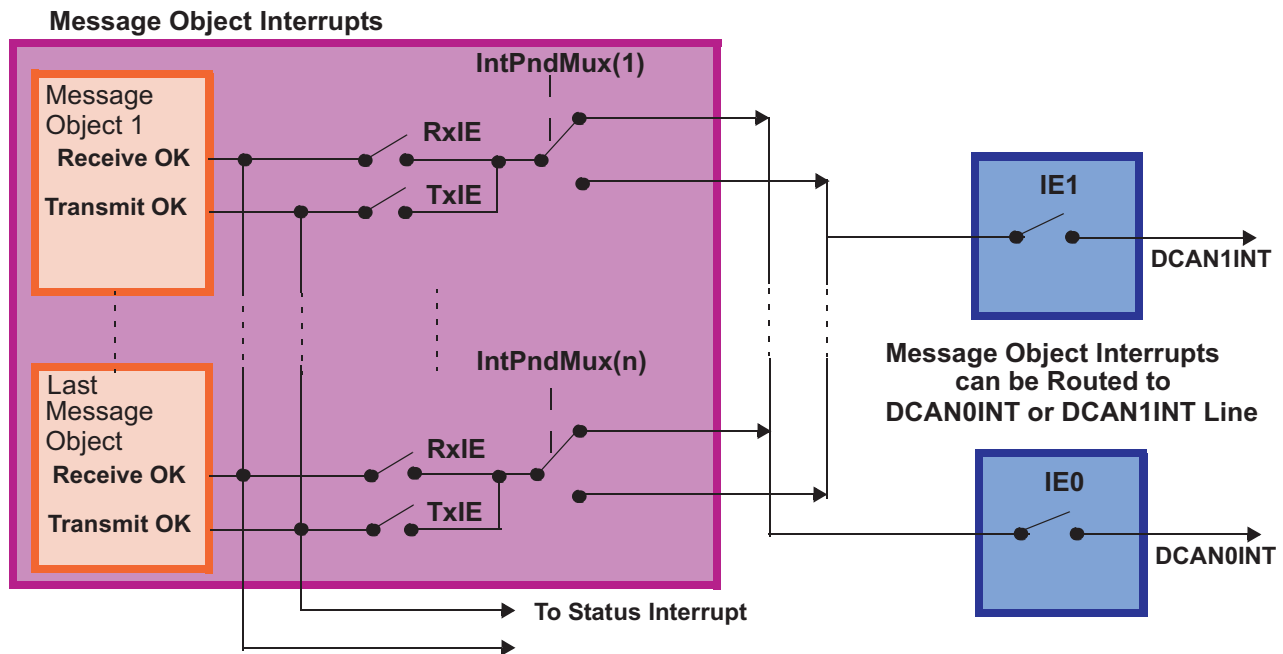 Message Object Interrupts
IntPndMux(1)
Message
Object 1
Receive OK
RxIE
Transmit OK
TxIE
IE1
DCAN1INT
IntPndMux(n)
Message Object Interrupts
can be Routed to
DCAN0INT or DCAN1INT Line
Last
Message
Object
Receive OK
RxIE
Transmit OK
TxIE
IE0
DCAN0INT
To Status Interrupt